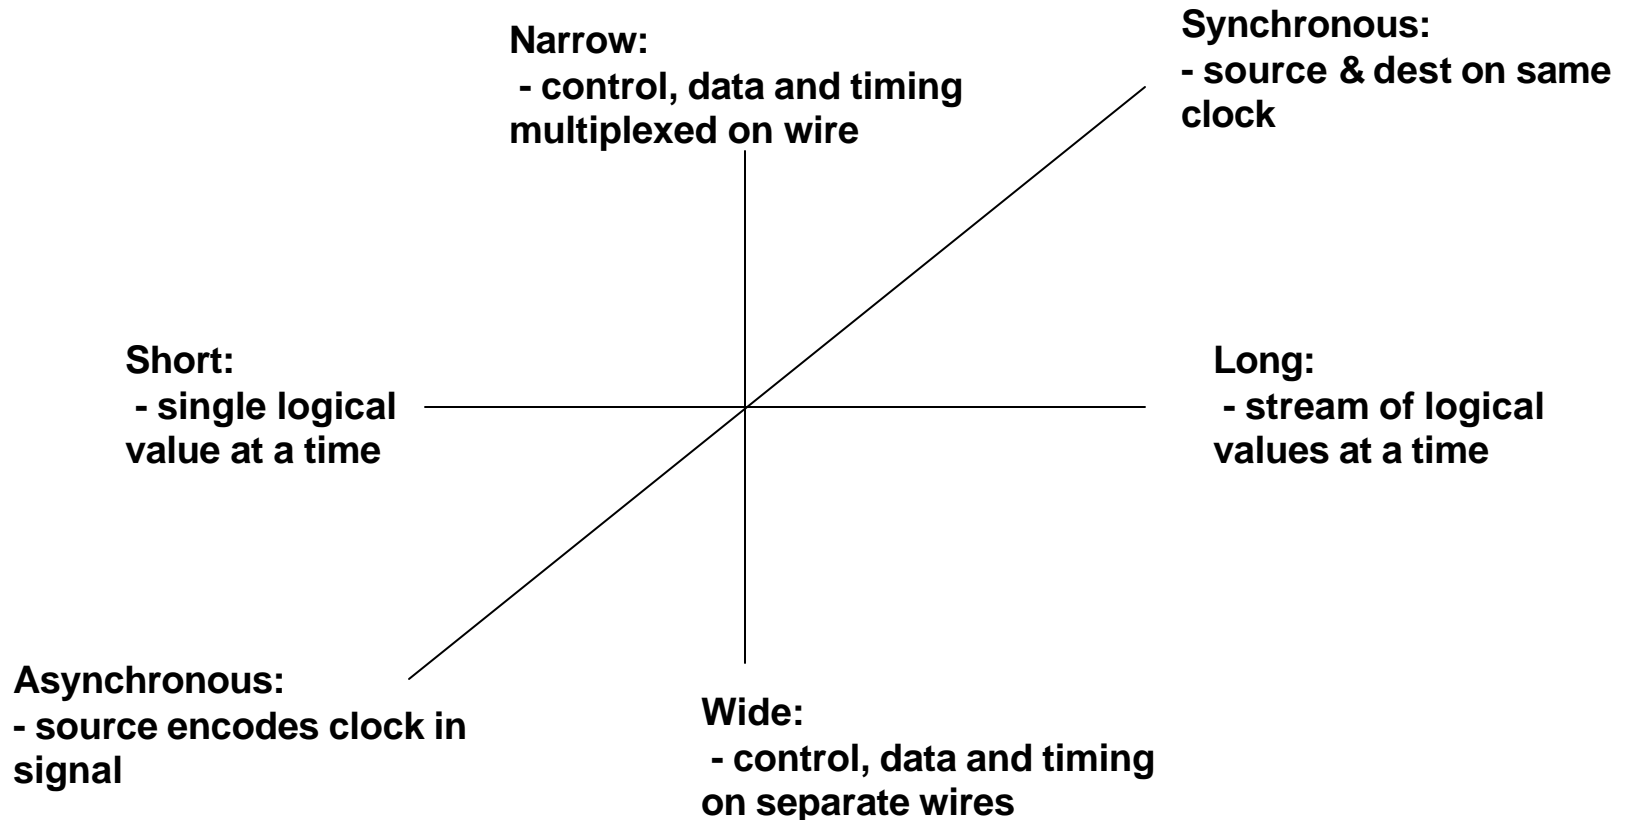 Narrow:
- control, data and timing
multiplexed on wire
Synchronous:
- source & dest on same
clock
Short:
- single logical
value at a time
Long:
- stream of logical
values at a time
Asynchronous:
- source encodes clock in
signal
Wide:
- control, data and timing
on separate wires